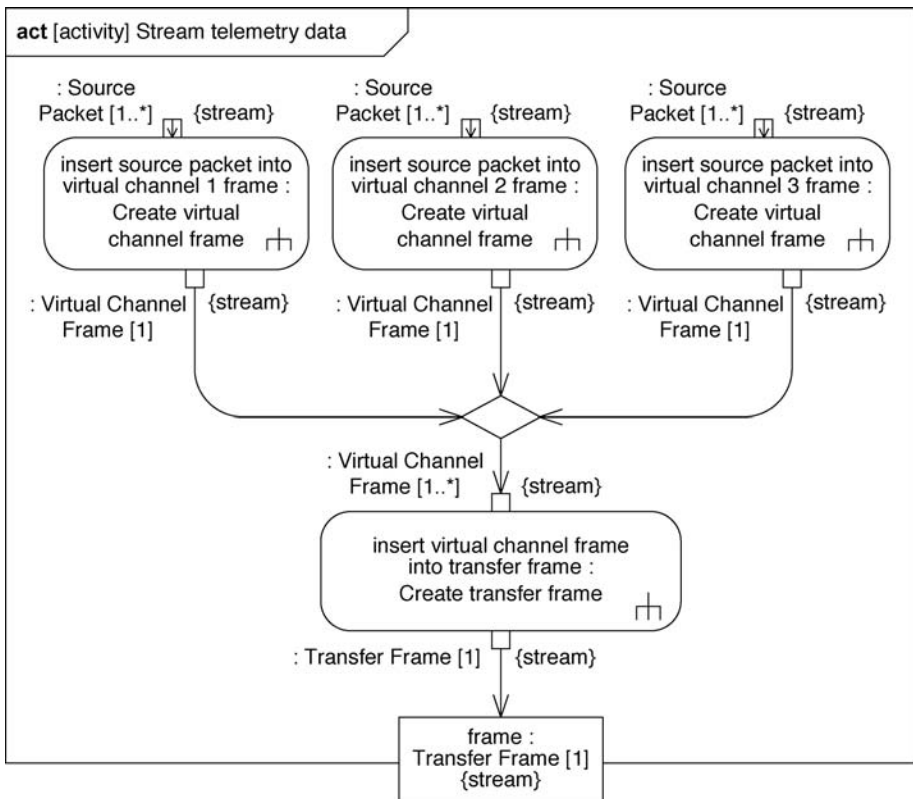 act [activity] Stream telemetry data
: Source
Packet [1..*] {stream}
: Source
Packet [1..*] {stream}
: Source
Packet [1..*] {stream}
insert source packet into
virtual channel 1 frame :
Create virtual
channel frame
insert source packet into
virtual channel 2 frame :
Create virtual
channel frame
insert source packet into
virtual channel 3 frame :
Create virtual
channel frame
: Virtual Channel {stream}
Frame [1]
: Virtual Channel {stream}
Frame [1]
: Virtual Channel {stream}
Frame [1]
: Virtual Channel
Frame [1..*] {stream}
insert virtual channel frame
into transfer frame :
Create transfer frame
: Transfer Frame [1] {stream}
frame :
Transfer Frame [1]
{stream}